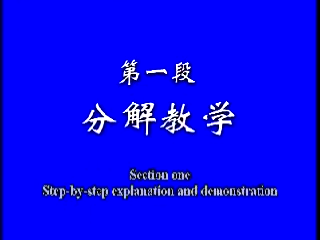 第一段
分解教学
Section one
Step-by-step explanation and demonstration